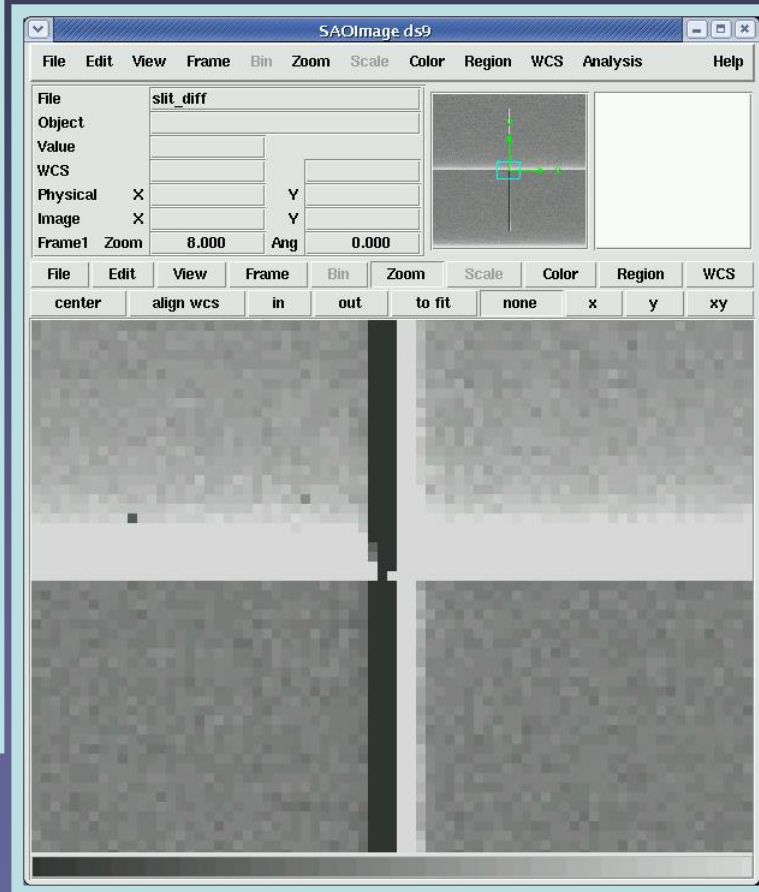 SAOImage ds9
File Edit View Frame Bin Zoom Scale Color Region WCS Analysis Help
File slit_diff
Object
Value
WCS
Physical X Y
Image X Y
Frame1 Zoom 8.000 Ang 0.000
File Edit View Frame Bin Zoom Scale Color Region WCS
center align wcs in out to fit none x y xy